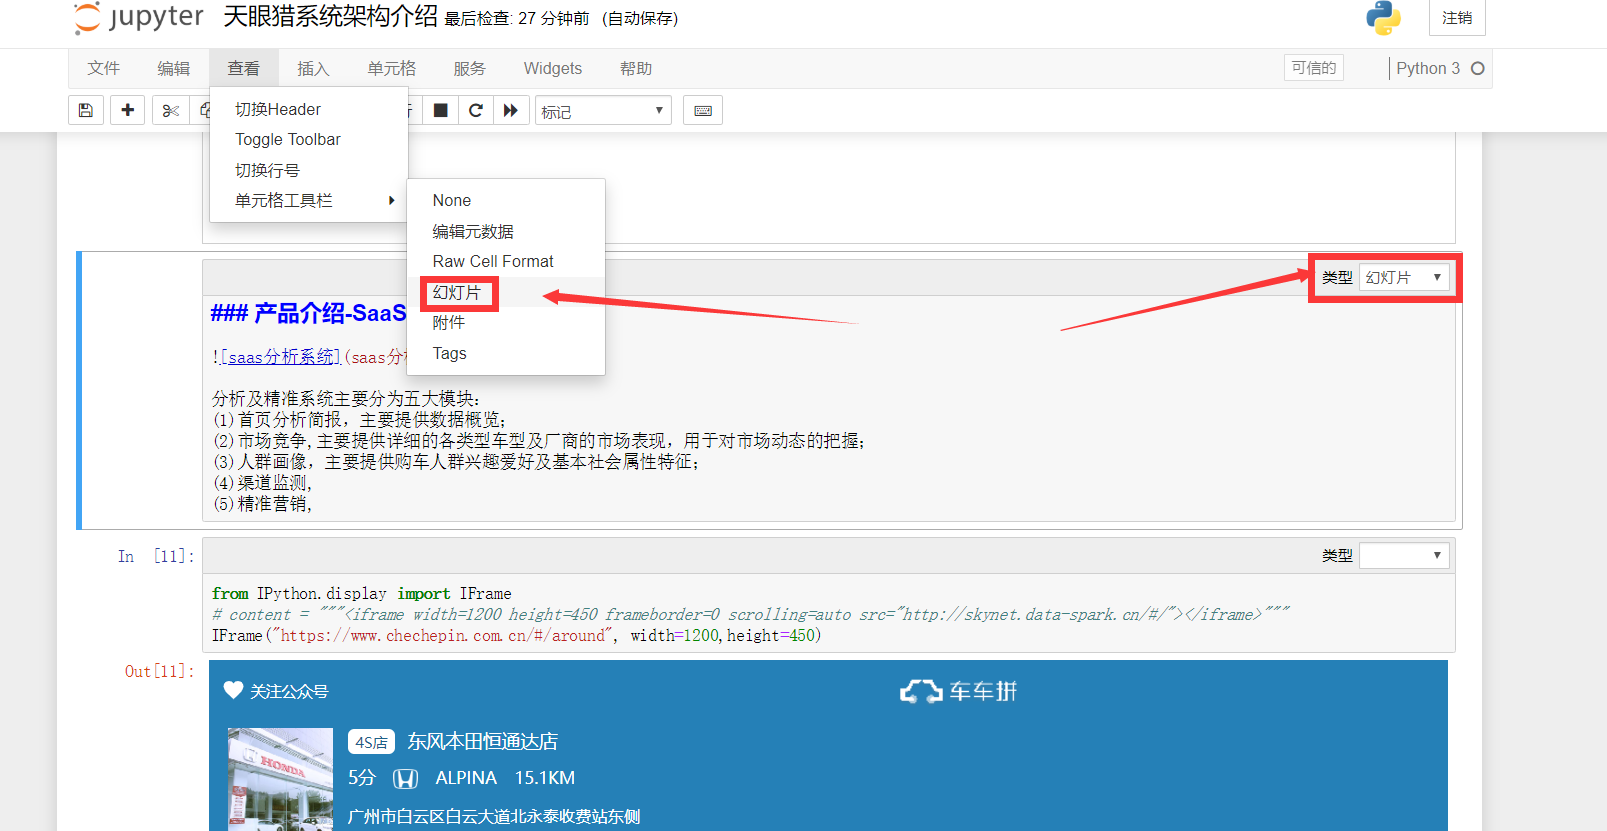 jupyter 天眼猎系统架构介绍 最后检查: 27 分钟前 (自动保存) 注销
文件 编辑 查看 插入 单元格 服务 Widgets 帮助 可信的 Python 3
标记
切换Header
Toggle Toolbar
切换行号
单元格工具栏
None
编辑元数据
Raw Cell Format
幻灯片
附件
Tags
类型 幻灯片
### 产品介绍-SaaS
![saas分析系统](saas分
分析及精准系统主要分为五大模块:
(1)首页分析简报，主要提供数据概览;
(2)市场竞争,主要提供详细的各类型车型及厂商的市场表现，用于对市场动态的把握;
(3)人群画像，主要提供购车人群兴趣爱好及基本社会属性特征;
(4)渠道监测,
(5)精准营销,
In [11]:
类型
from IPython.display import IFrame
# content = """<iframe width=1200 height=450 frameborder=0 scrolling=auto src="http://skynet.data-spark.cn/#/"></iframe>"""
IFrame("https://www.chechepin.com.cn/#/around", width=1200,height=450)
Out[11]:
关注公众号 车车拼
HONDA
4S店 东风本田恒通达店
5分 ALPINA 15.1KM
广州市白云区白云大道北永泰收费站东侧